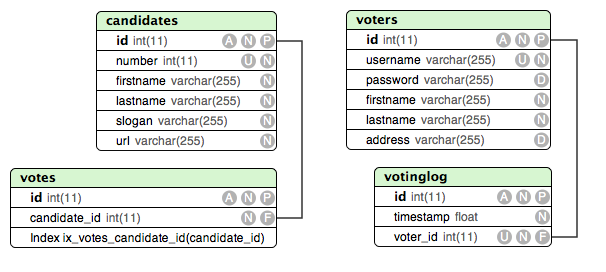 candidates
id int(11) A N P
number int(11) U N
firstname varchar(255) N
lastname varchar(255) N
slogan varchar(255) N
url varchar(255) N
votes
id int(11) A N P
candidate_id int(11) N F
Index ix_votes_candidate_id(candidate_id)
voters
id int(11) A N P
username varchar(255) U N
password varchar(255) D
firstname varchar(255) N
lastname varchar(255) N
address varchar(255) D
votinglog
id int(11) A N P
timestamp float N
voter_id int(11) U N F